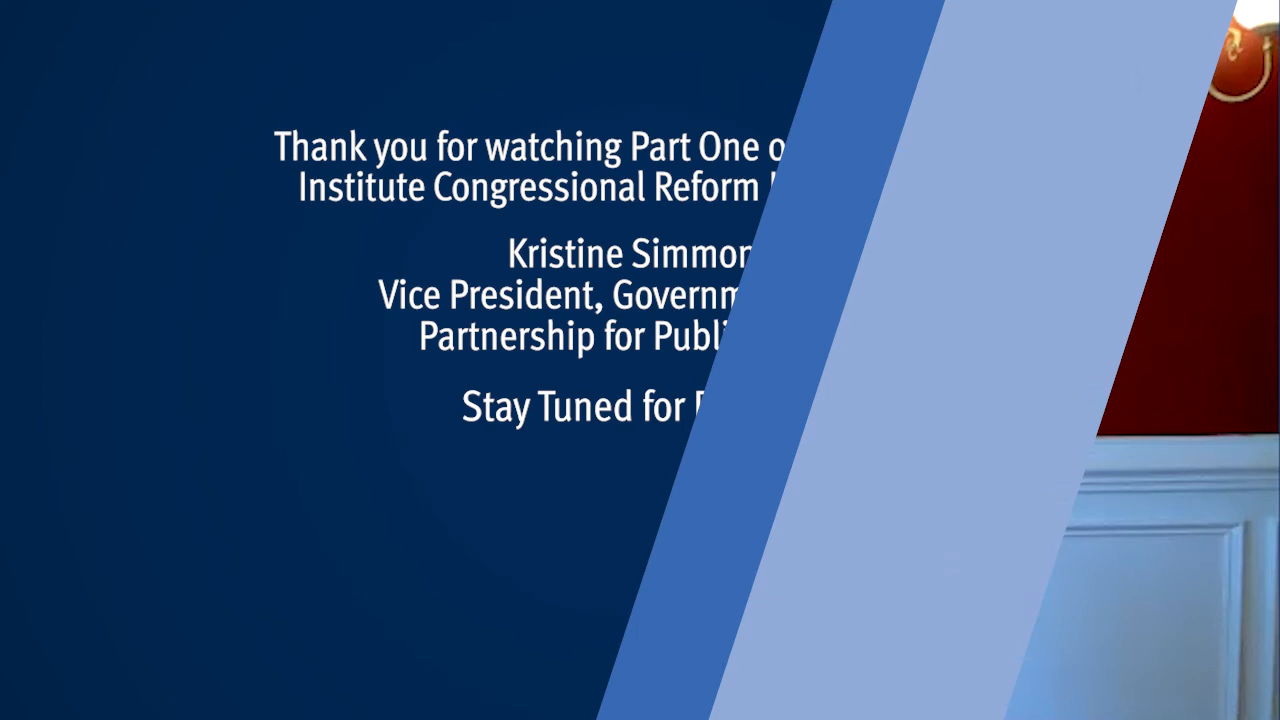 Thank you for watching Part One
Institute Congressional Reform
Kristine
Vice President,
Partnership for
Stay Tuned for